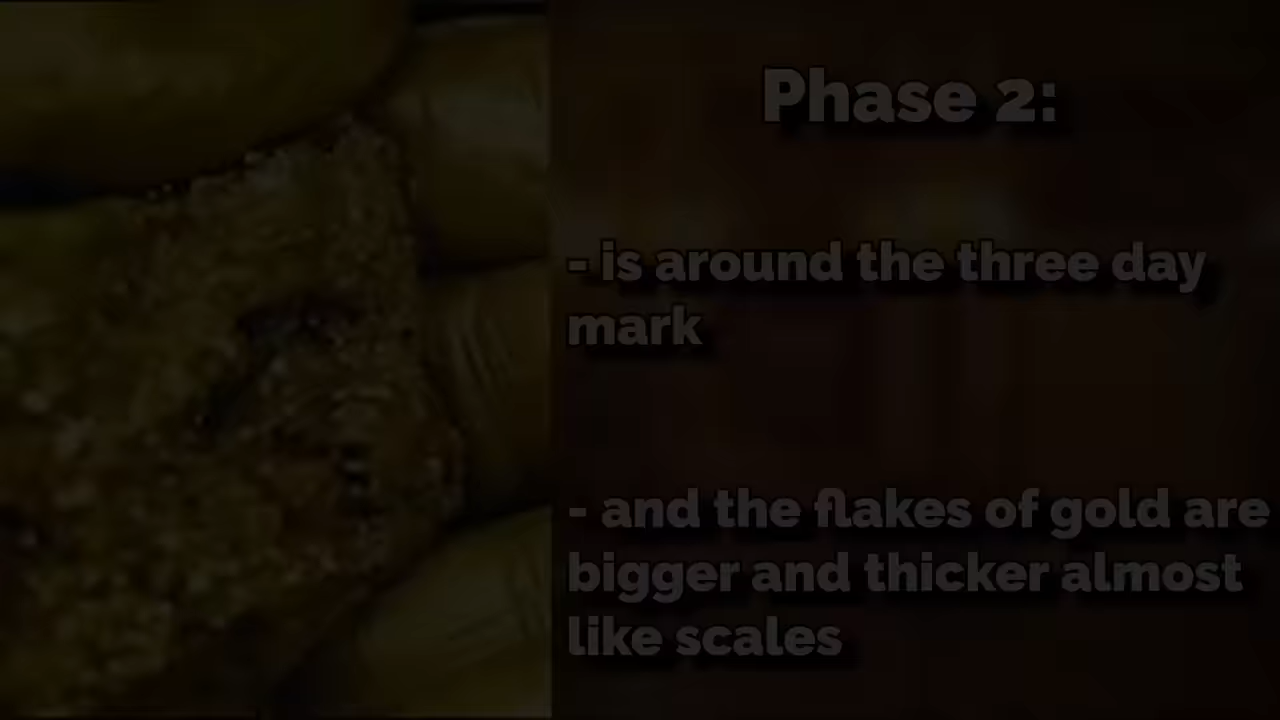 Phase 2:
- is around the three day
mark
- and the flakes of gold are
bigger and thicker almost
like scales